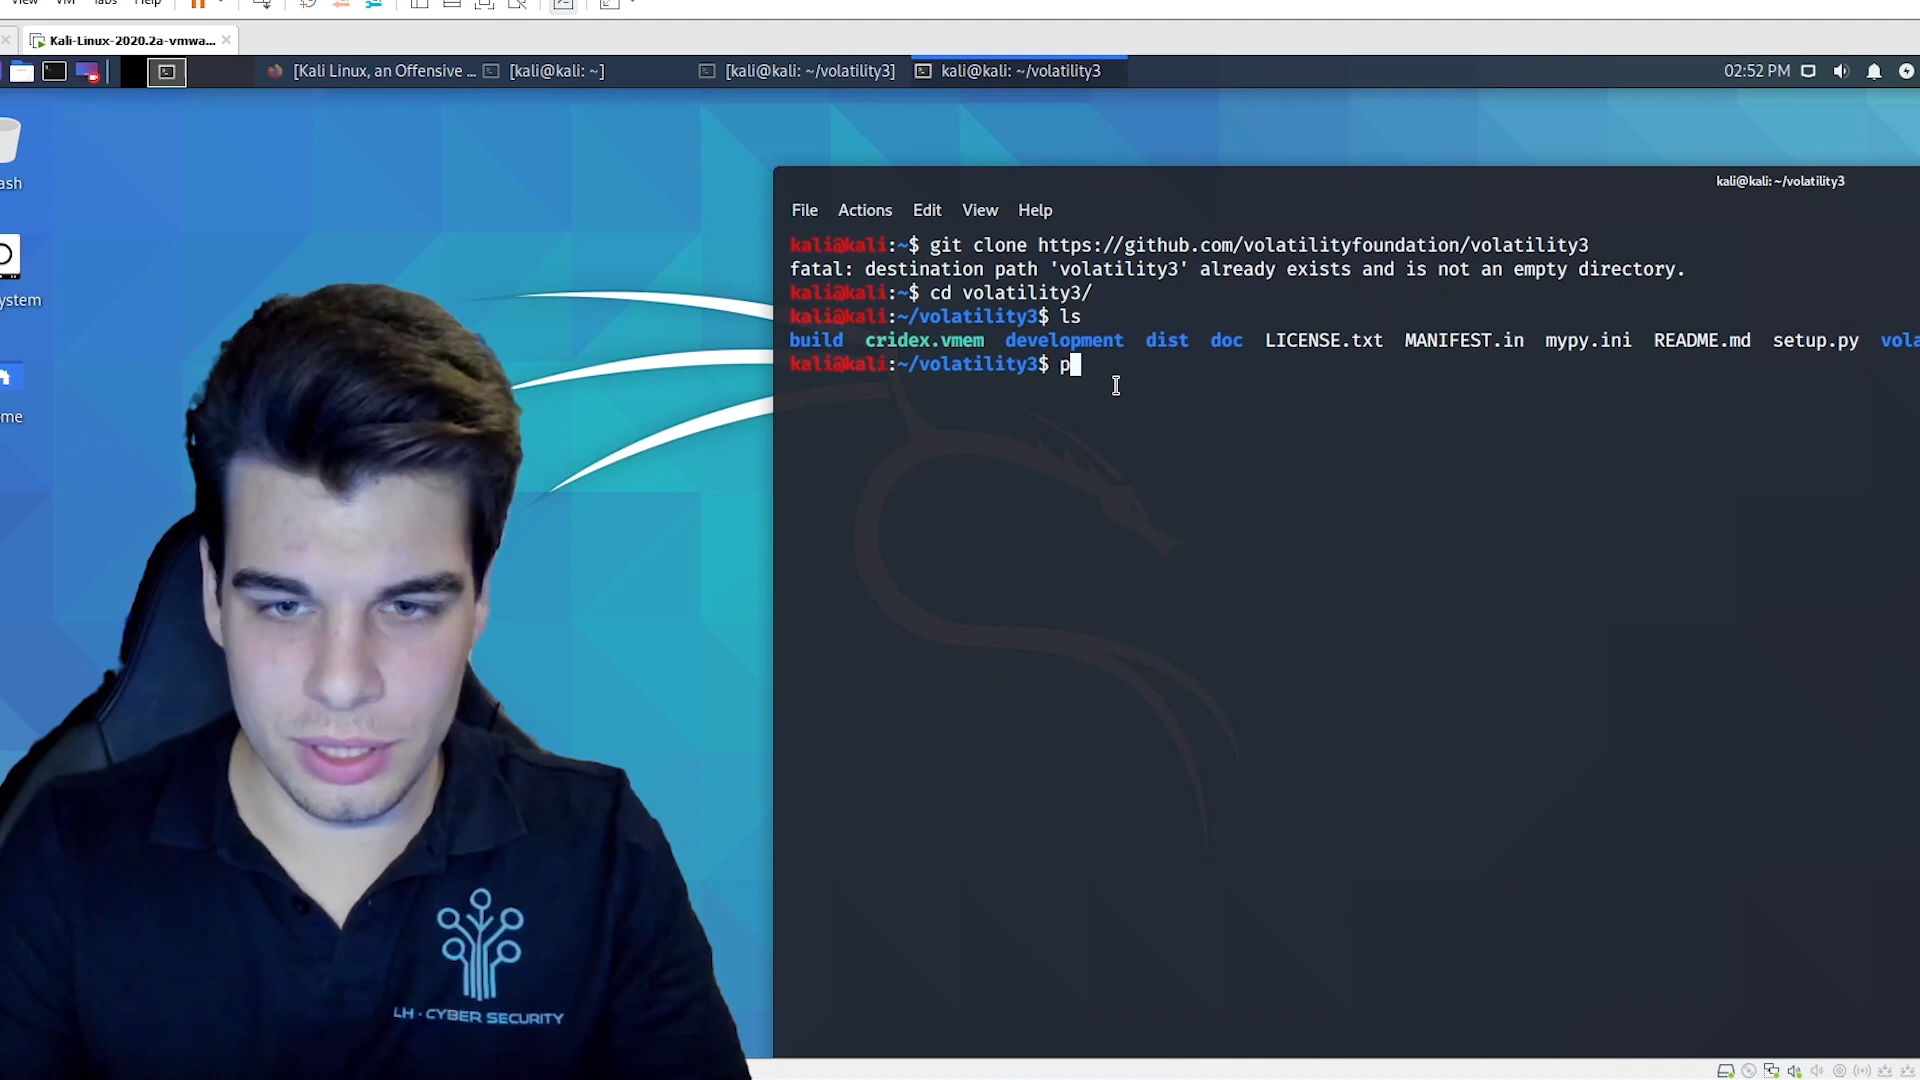 View VM Tabs Help
Kali-Linux-2020.2a-vmwa...
[Kali Linux, an Offensive ... [kali@kali: ~] [kali@kali: ~/volatility3] kali@kali: ~/volatility3 02:52 PM
kali@kali: ~/volatility3
File Actions Edit View Help
kali@kali:~$ git clone https://github.com/volatilityfoundation/volatility3
fatal: destination path 'volatility3' already exists and is not an empty directory.
kali@kali:~$ cd volatility3/
kali@kali:~/volatility3$ ls
build cridex.vmem development dist doc LICENSE.txt MANIFEST.in mypy.ini README.md setup.py vola
kali@kali:~/volatility3$ p
ash
ystem
me
LH - CYBER SECURITY